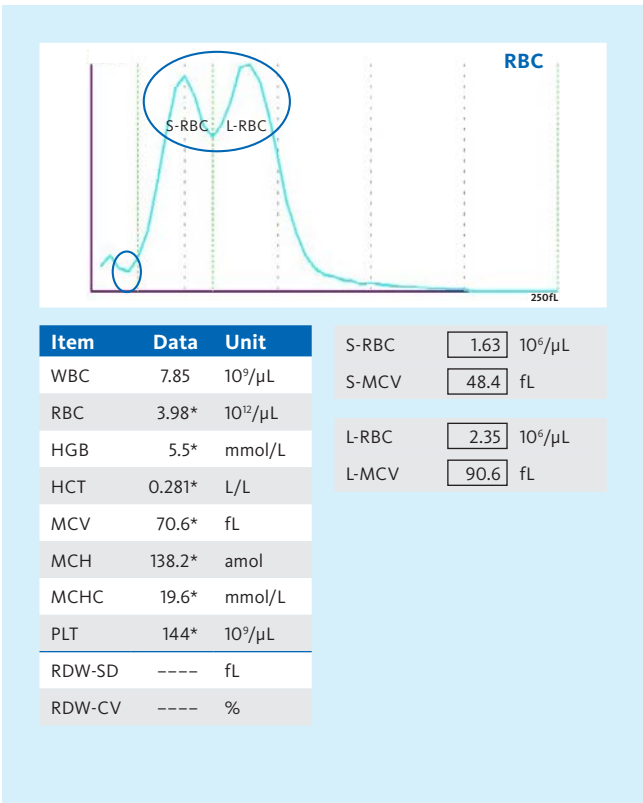 RBC
S-RBC L-RBC
250fL
Item Data Unit
WBC 7.85 10⁹/µL
RBC 3.98* 10¹²/µL
HGB 5.5* mmol/L
HCT 0.281* L/L
MCV 70.6* fL
MCH 138.2* amol
MCHC 19.6* mmol/L
PLT 144* 10⁹/µL
RDW-SD –––– fL
RDW-CV –––– %
S-RBC 1.63 10⁶/µL
S-MCV 48.4 fL
L-RBC 2.35 10⁶/µL
L-MCV 90.6 fL